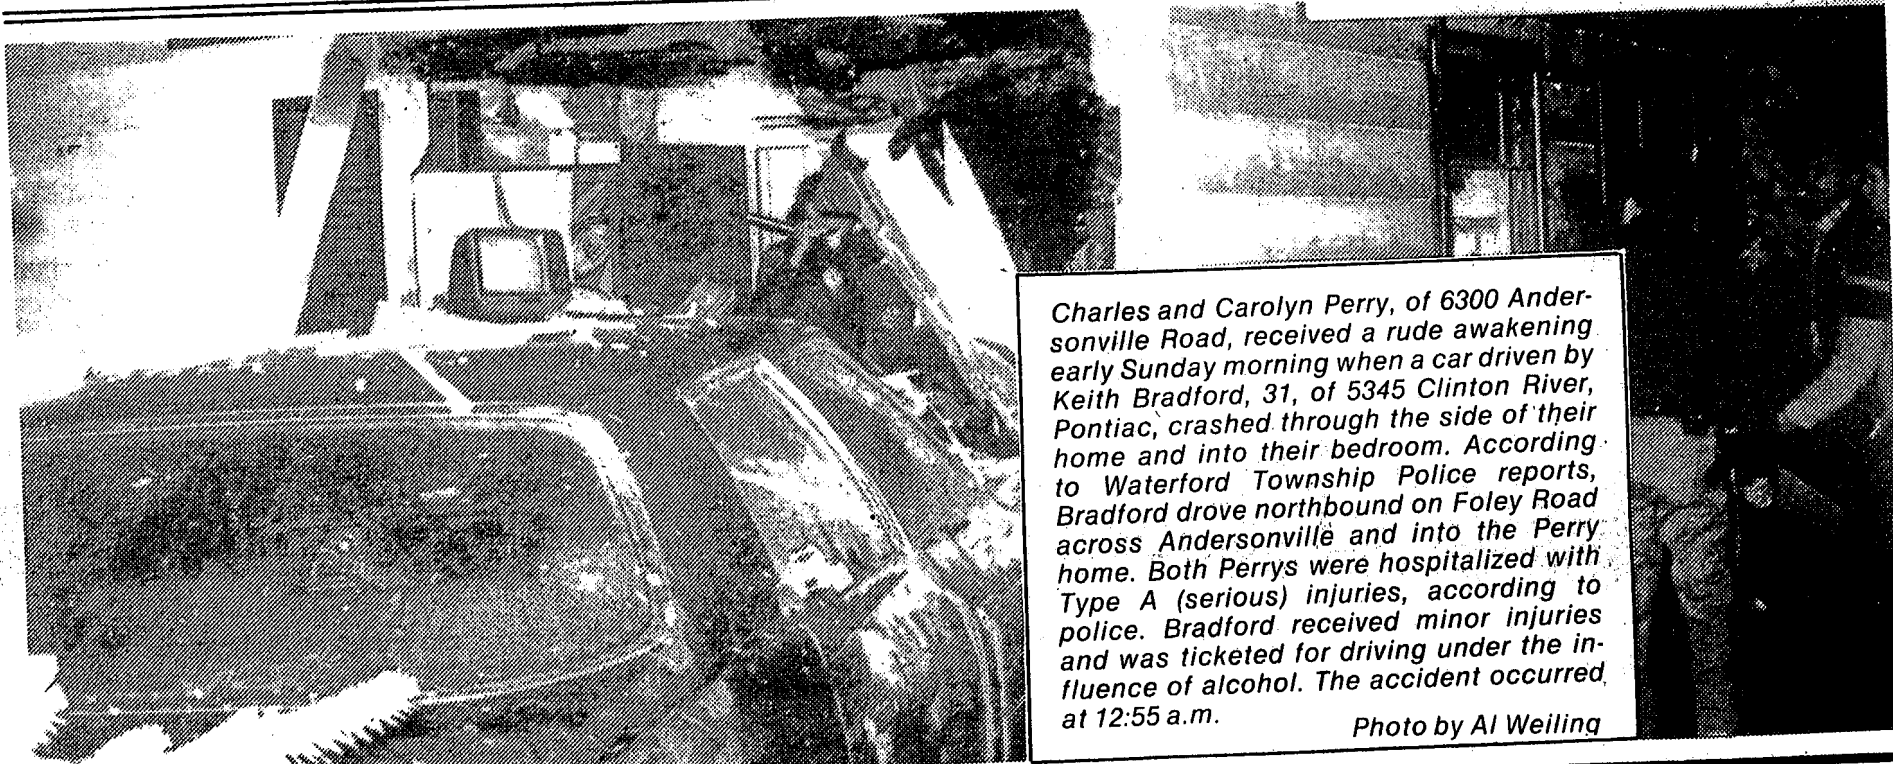 Charles and Carolyn Perry, of 6300 Ander-
sonville Road, received a rude awakening
early Sunday morning when a car driven by
Keith Bradford, 31, of 5345 Clinton River,
Pontiac, crashed through the side of their
home and into their bedroom. According
to Waterford Township Police reports,
Bradford drove northbound on Foley Road
across Andersonville and into the Perry
home. Both Perrys were hospitalized with
Type A (serious) injuries, according to
police. Bradford received minor injuries
and was ticketed for driving under the in-
fluence of alcohol. The accident occurred
at 12:55 a.m.
Photo by Al Weiling